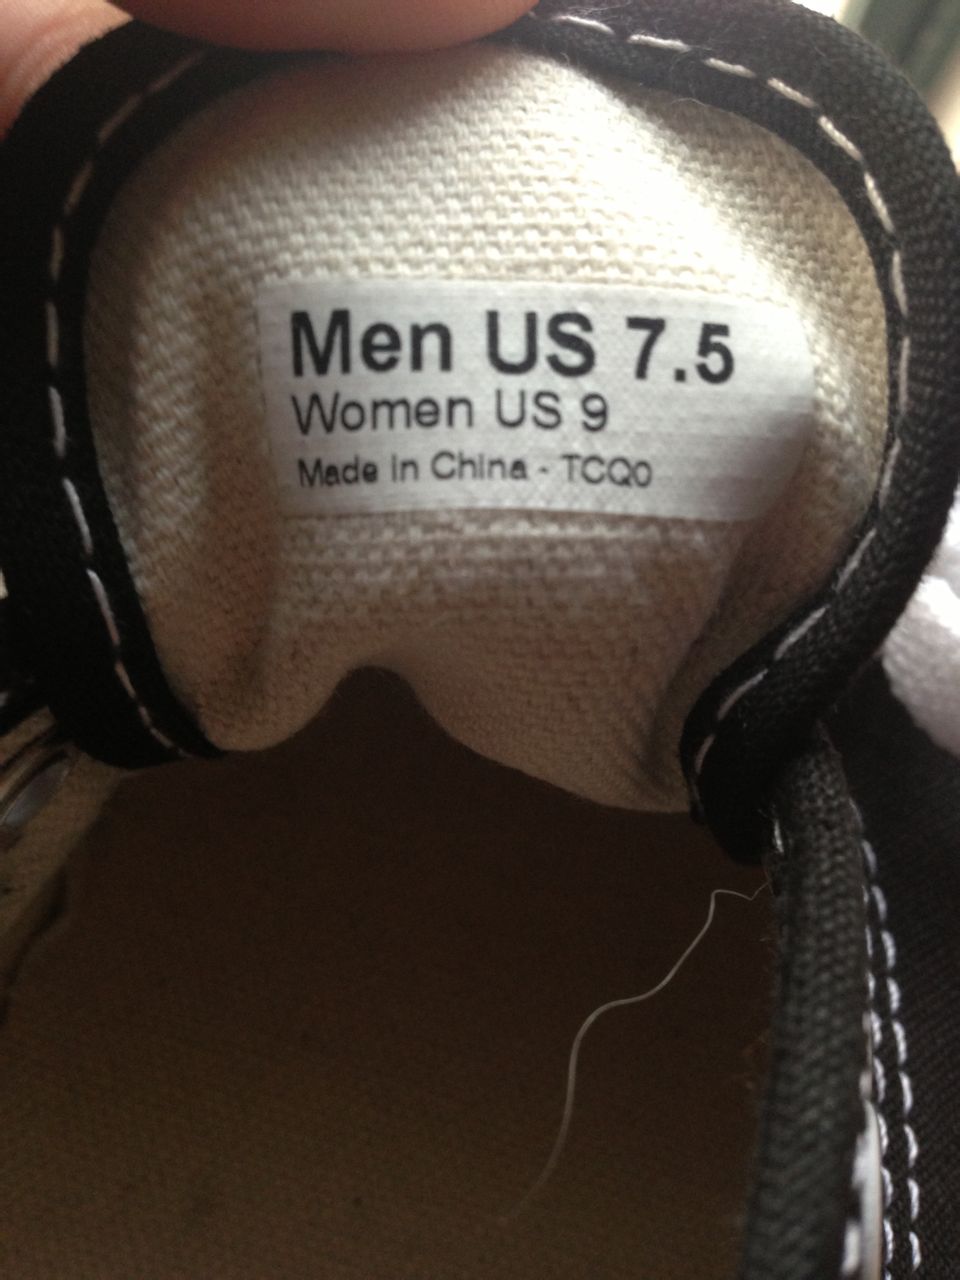 Men US 7.5
Women US 9
Made in China - TCQ0